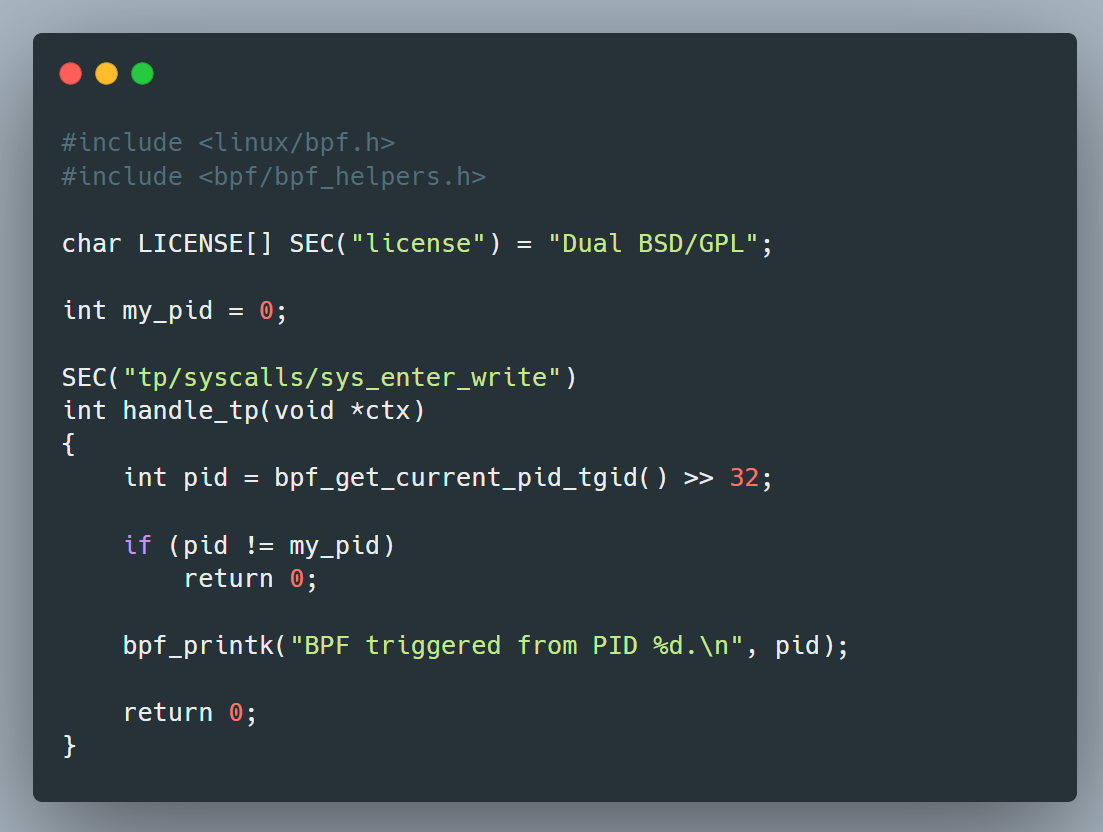 #include <linux/bpf.h>
#include <bpf/bpf_helpers.h>
char LICENSE[] SEC("license") = "Dual BSD/GPL";
int my_pid = 0;
SEC("tp/syscalls/sys_enter_write")
int handle_tp(void *ctx)
{
    int pid = bpf_get_current_pid_tgid() >> 32;
    if (pid != my_pid)
        return 0;
    bpf_printk("BPF triggered from PID %d.\n", pid);
    return 0;
}